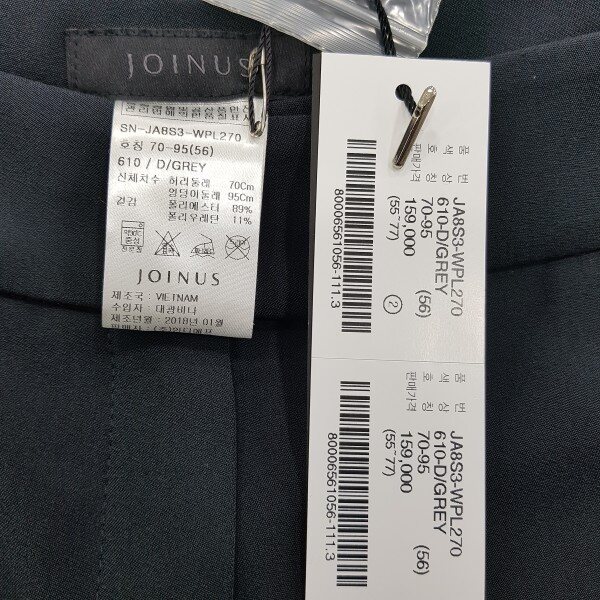 JOINUS
SN-JA8S3-WPL270
호칭 70-95(56)
610 / D/GREY
신체치수 허리둘레 70Cm
엉덩이둘레 95Cm
겉감 폴리에스터 89%
폴리우레탄 11%
JOINUS
제조국 : VIETNAM
수입자 : 대광비나
제조년월 : 2018년 01월
품 번 JA8S3-WPL270
색 상 610-D/GREY
호 칭 70-95 (56)
판매가격 159,000
(55~77)
80006561056-111.3
②
품 번 JA8S3-WPL270
색 상 610-D/GREY
호 칭 70-95 (56)
판매가격 159,000
(55~77)
80006561056-111.3